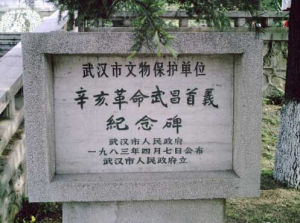 武汉市文物保护单位
辛亥革命武昌首義
紀念碑
武汉市人民政府
一九八三年四月七日公布
武汉市人民政府立